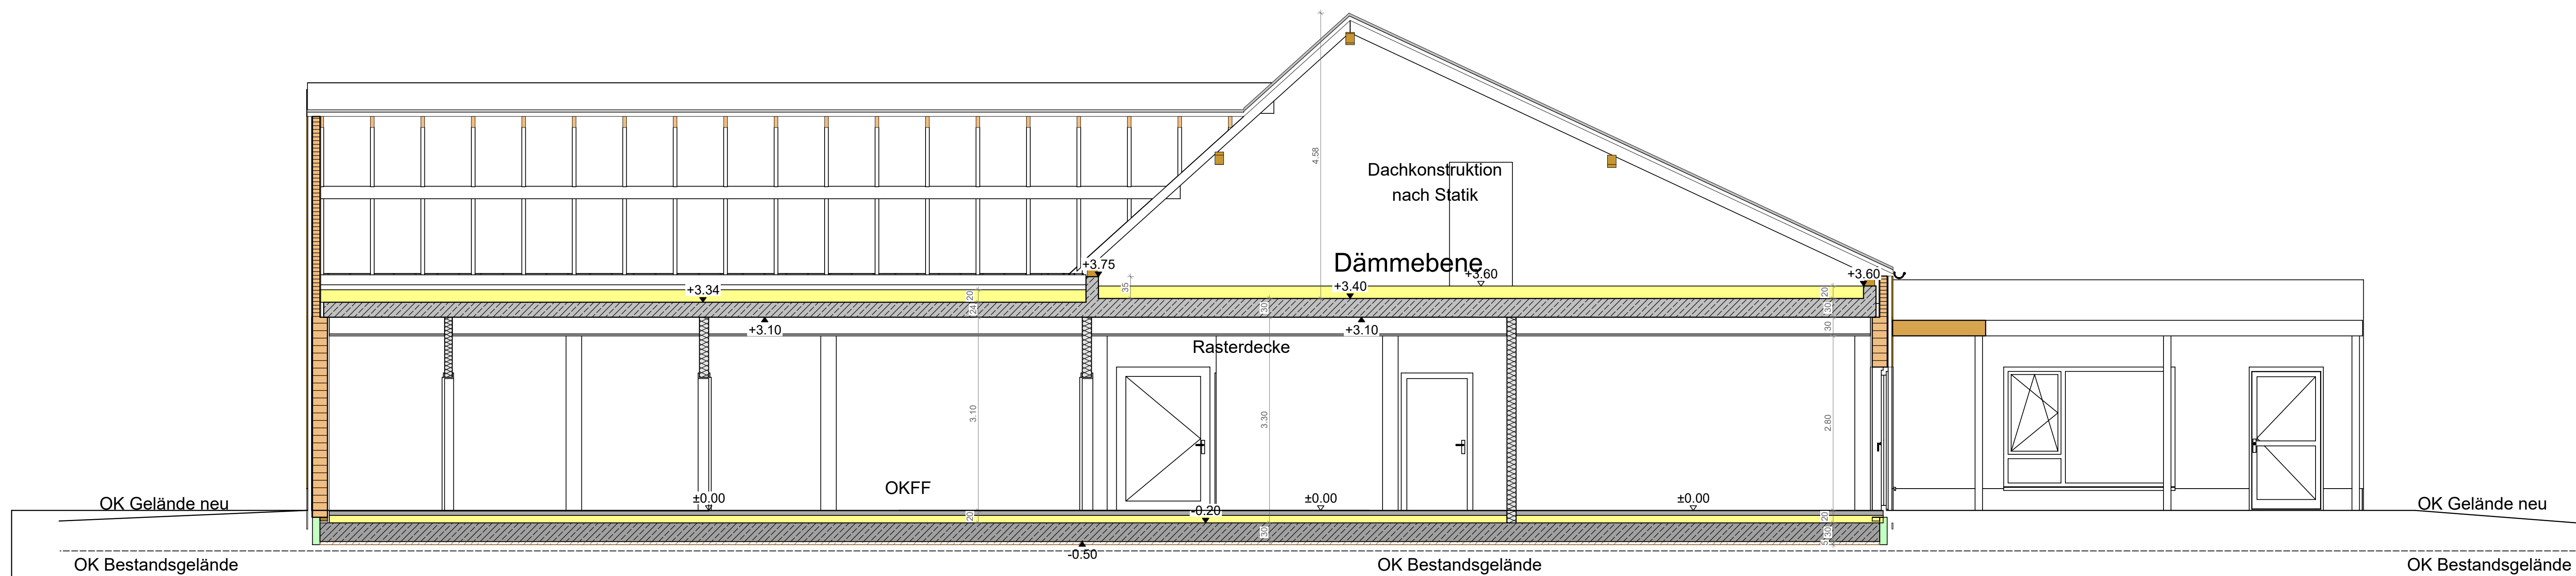 4.58
Dachkonstruktion
nach Statik
Dämmebene
+3.75
+3.60
+3.60
+3.34
+3.40
35
20
24
30
20
30
30
+3.10
+3.10
Rasterdecke
3.10
3.30
2.80
OKFF
OK Gelände neu
±0.00
±0.00
±0.00
OK Gelände neu
-0.20
20
20
30
30
5
-0.50
OK Bestandsgelände
OK Bestandsgelände
OK Bestandsgelände